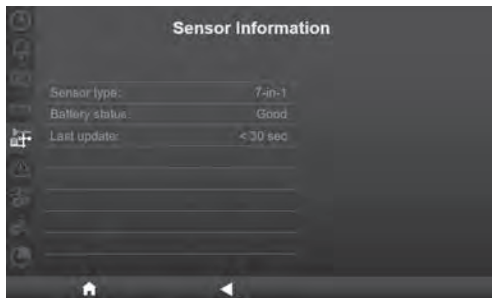 Sensor Information
Sensor type: 7-in-1
Battery status: Good
Last update: < 30 sec